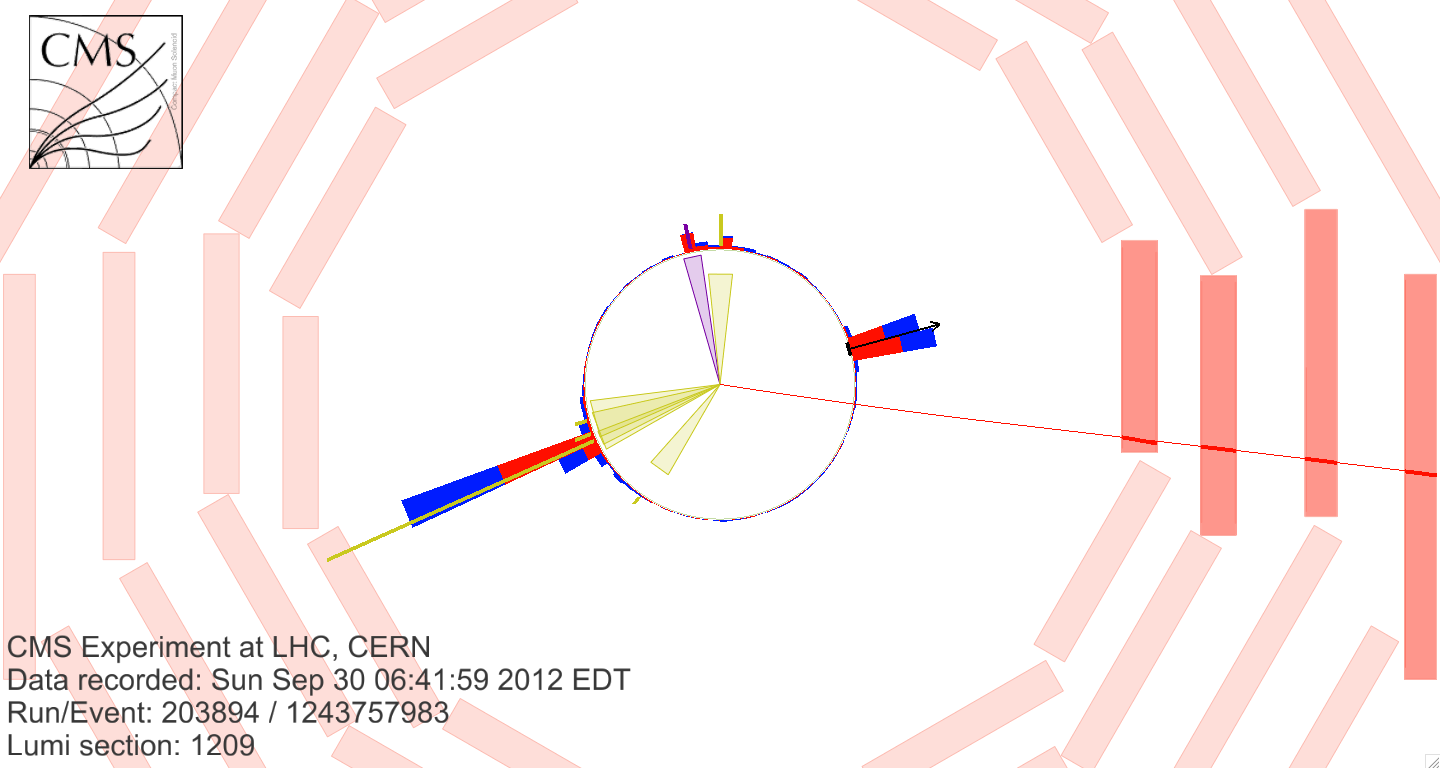 CMS
Compact Muon Solenoid
CMS Experiment at LHC, CERN
Data recorded: Sun Sep 30 06:41:59 2012 EDT
Run/Event: 203894 / 1243757983
Lumi section: 1209